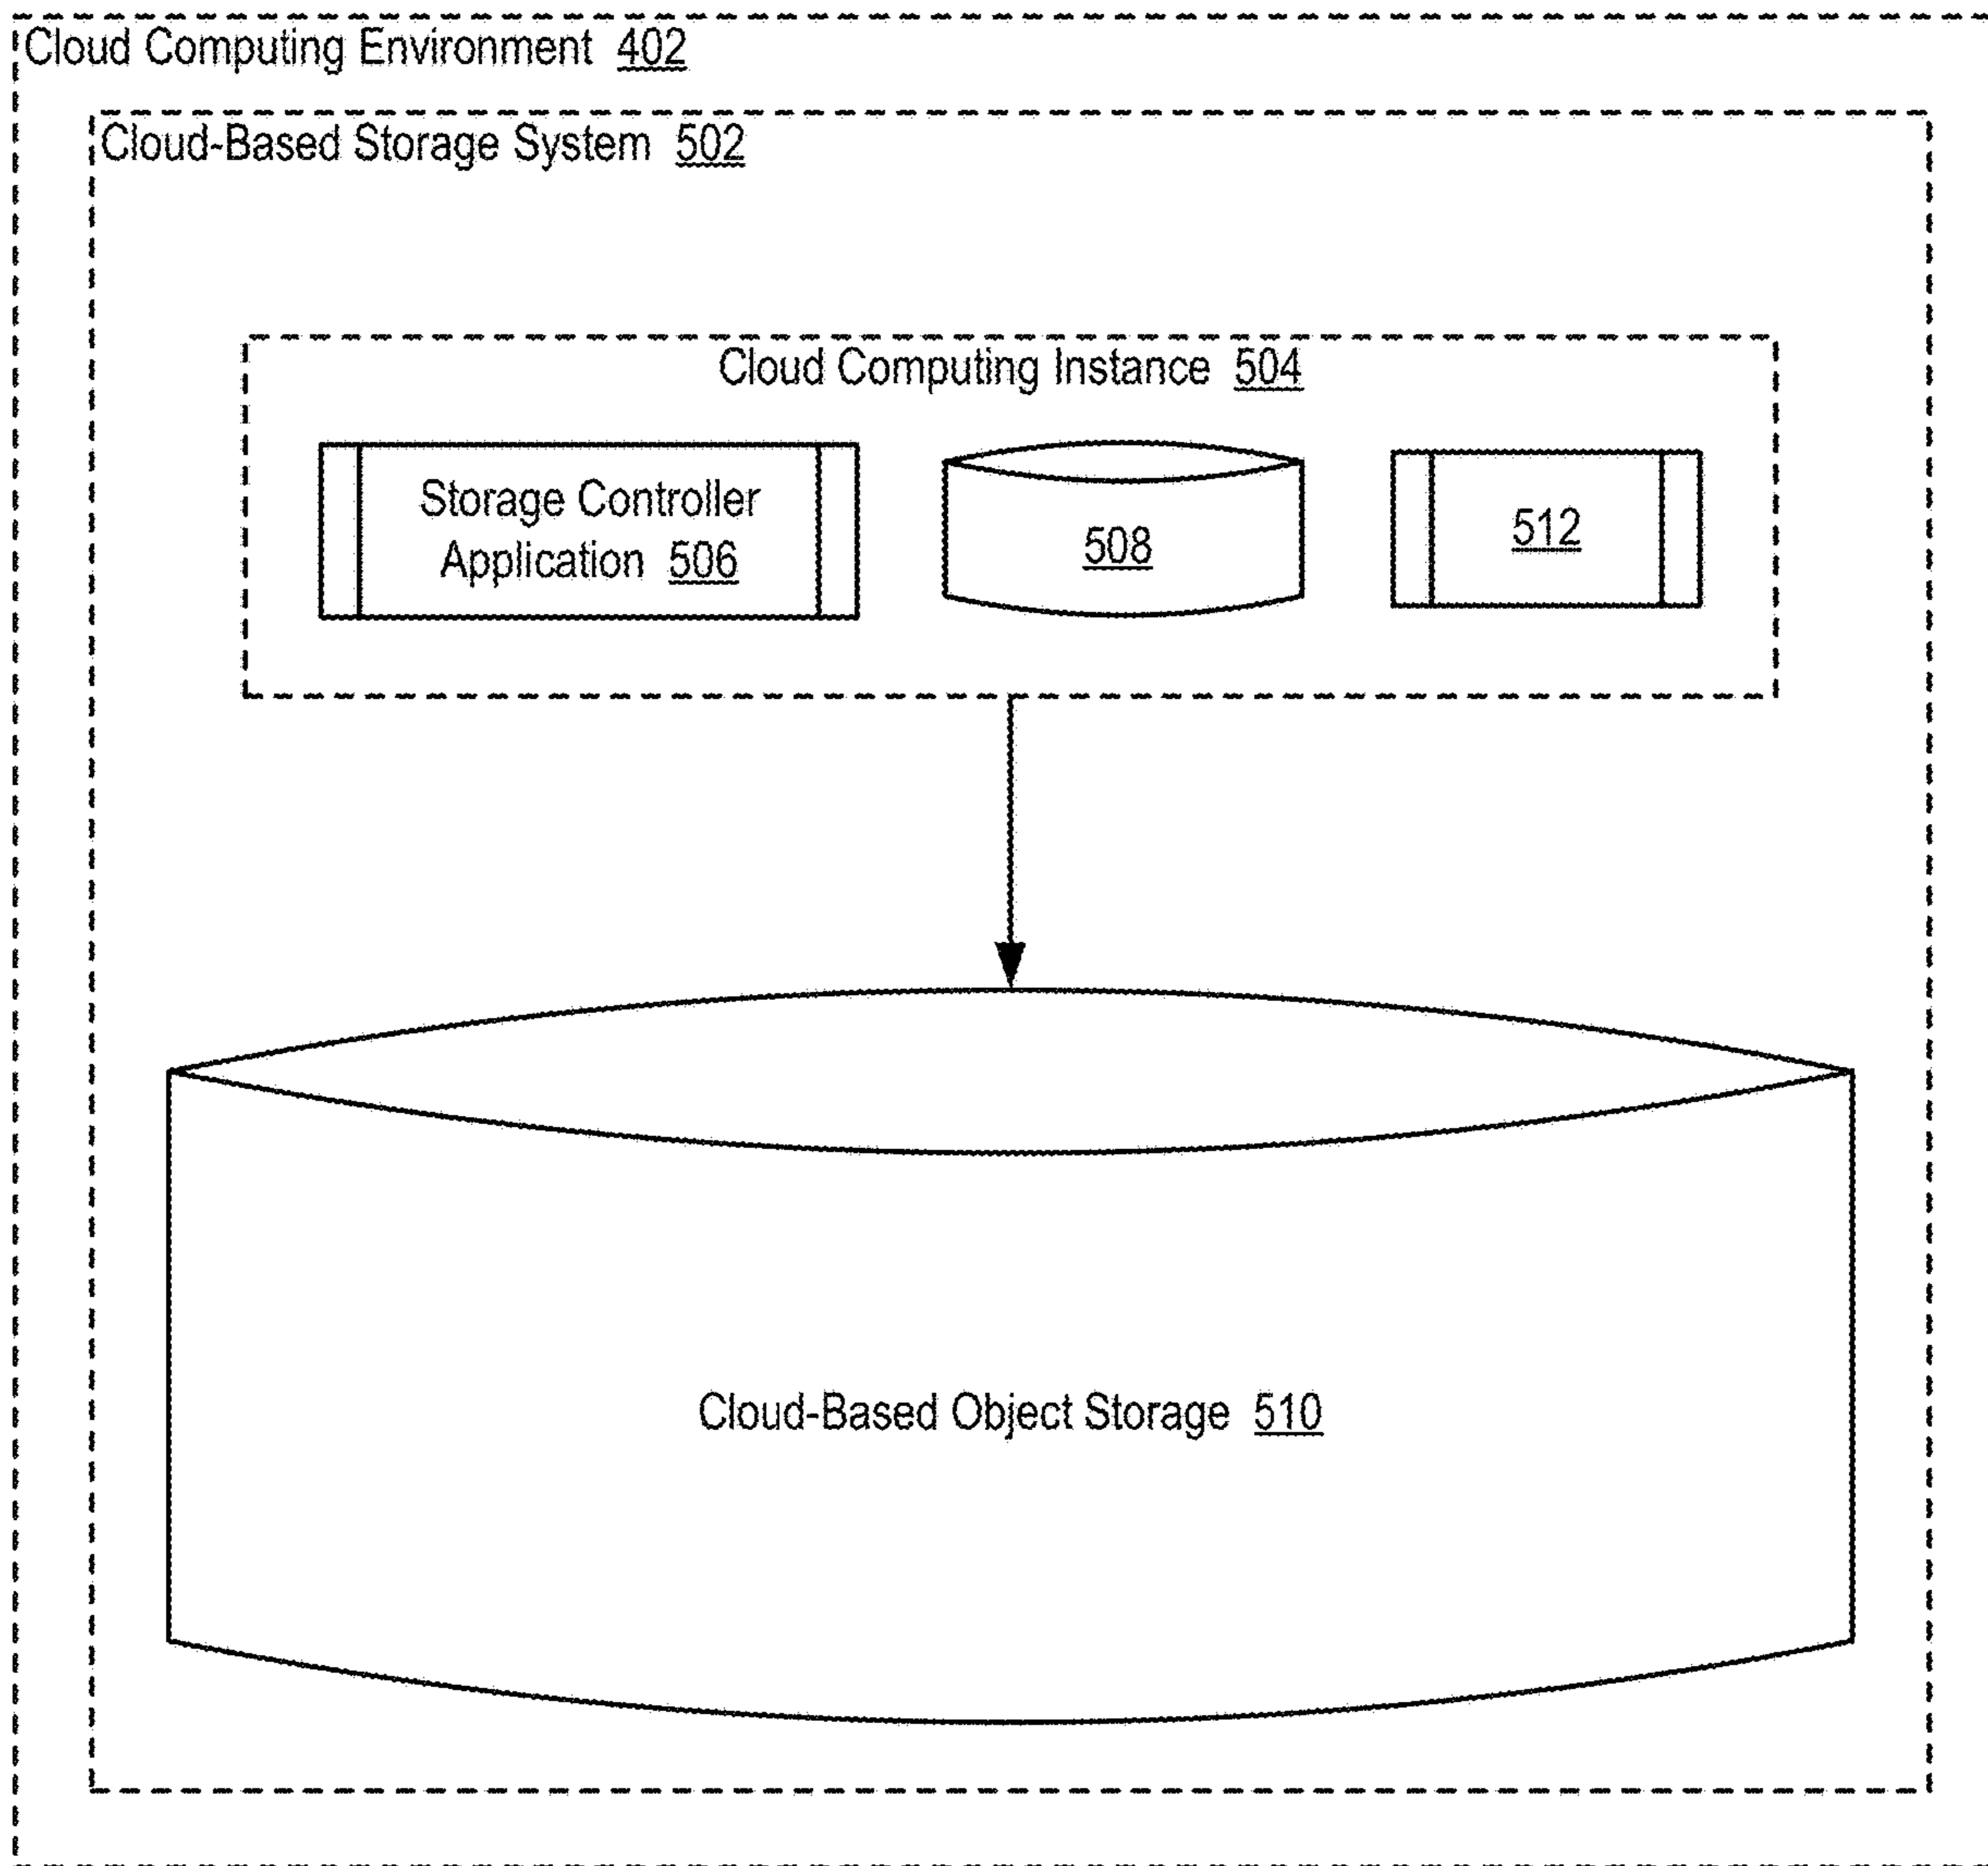 Cloud Computing Environment 402
Cloud-Based Storage System 502
Cloud Computing Instance 504
Storage Controller
Application 506
508
512
Cloud-Based Object Storage 510